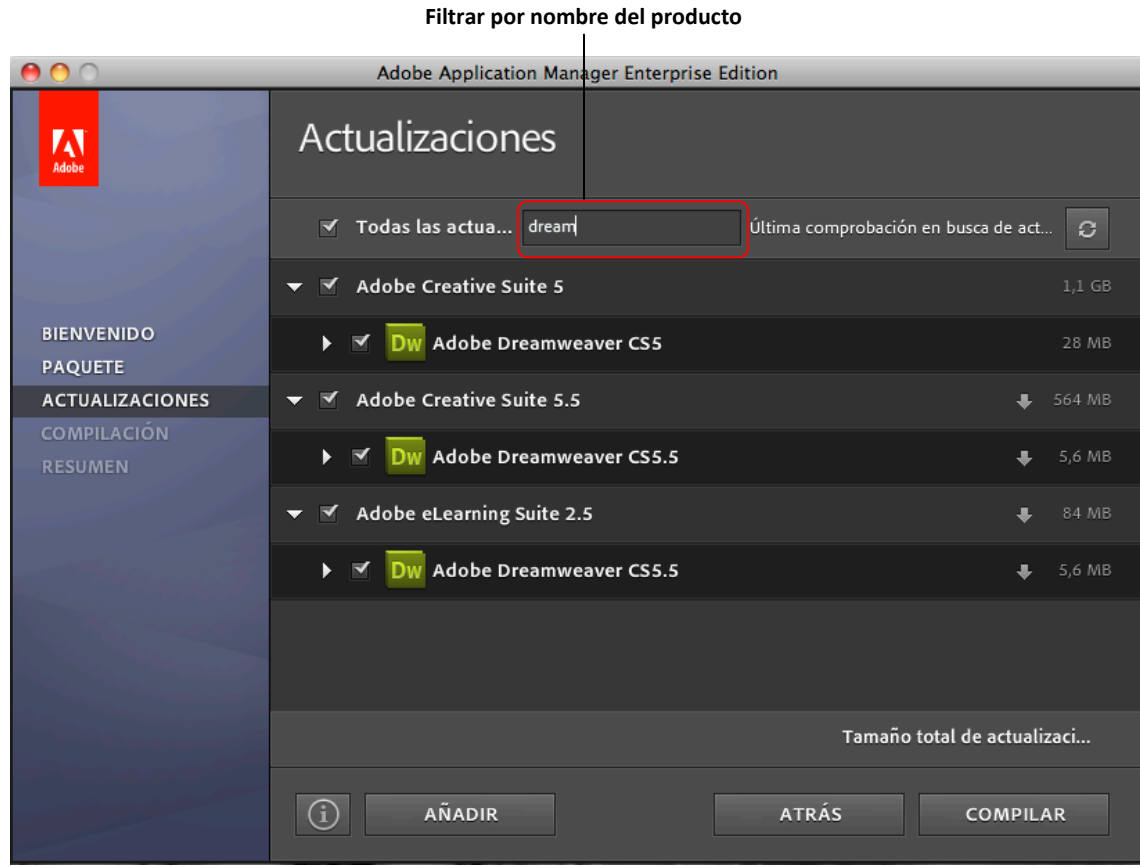 Filtrar por nombre del producto
Adobe Application Manager Enterprise Edition
Adobe
Actualizaciones
Todas las actua... dream Última comprobación en busca de act...
Adobe Creative Suite 5 1,1 GB
BIENVENIDO
Dw Adobe Dreamweaver CS5 28 MB
PAQUETE
ACTUALIZACIONES
Adobe Creative Suite 5.5 564 MB
COMPILACIÓN
Dw Adobe Dreamweaver CS5.5 5,6 MB
RESUMEN
Adobe eLearning Suite 2.5 84 MB
Dw Adobe Dreamweaver CS5.5 5,6 MB
Tamaño total de actualizaci...
AÑADIR ATRÁS COMPILAR